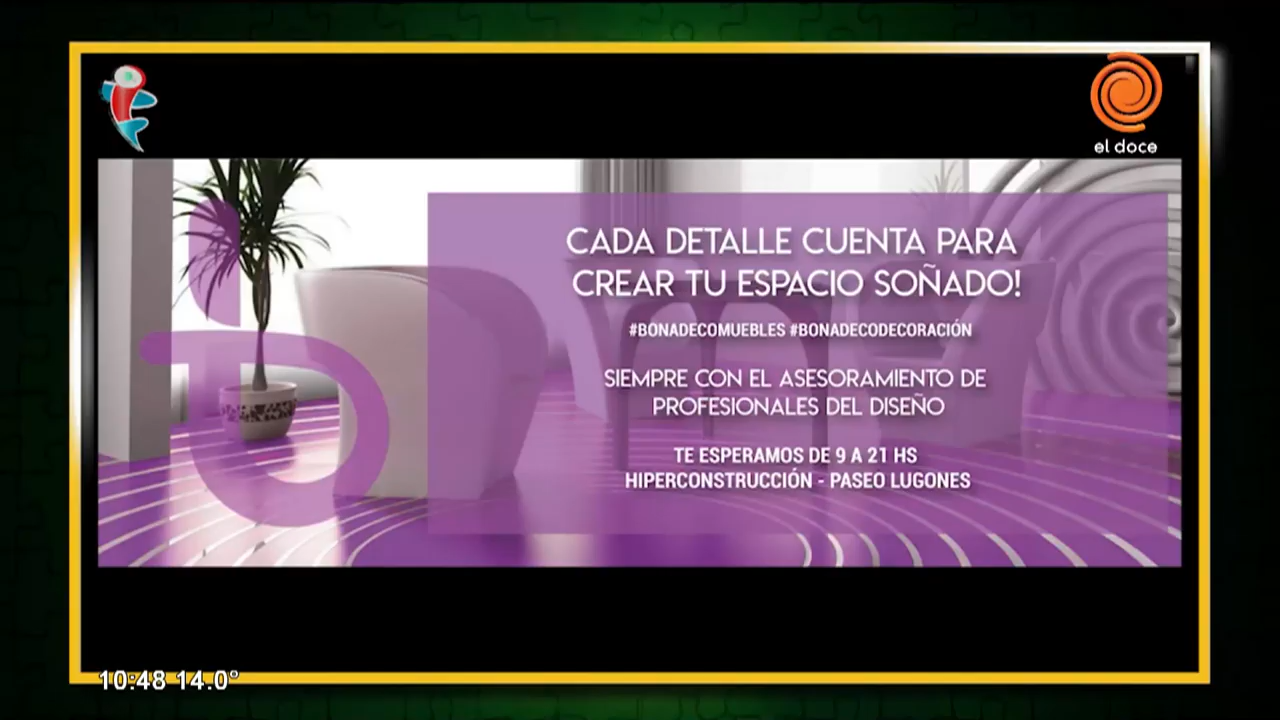 el doce
CADA DETALLE CUENTA PARA
CREAR TU ESPACIO SOÑADO!
#BONADECOMUEBLES #BONADECODECORACIÓN
SIEMPRE CON EL ASESORAMIENTO DE
PROFESIONALES DEL DISEÑO
TE ESPERAMOS DE 9 A 21 HS
HIPERCONSTRUCCIÓN - PASEO LUGONES
10:48 14.0°